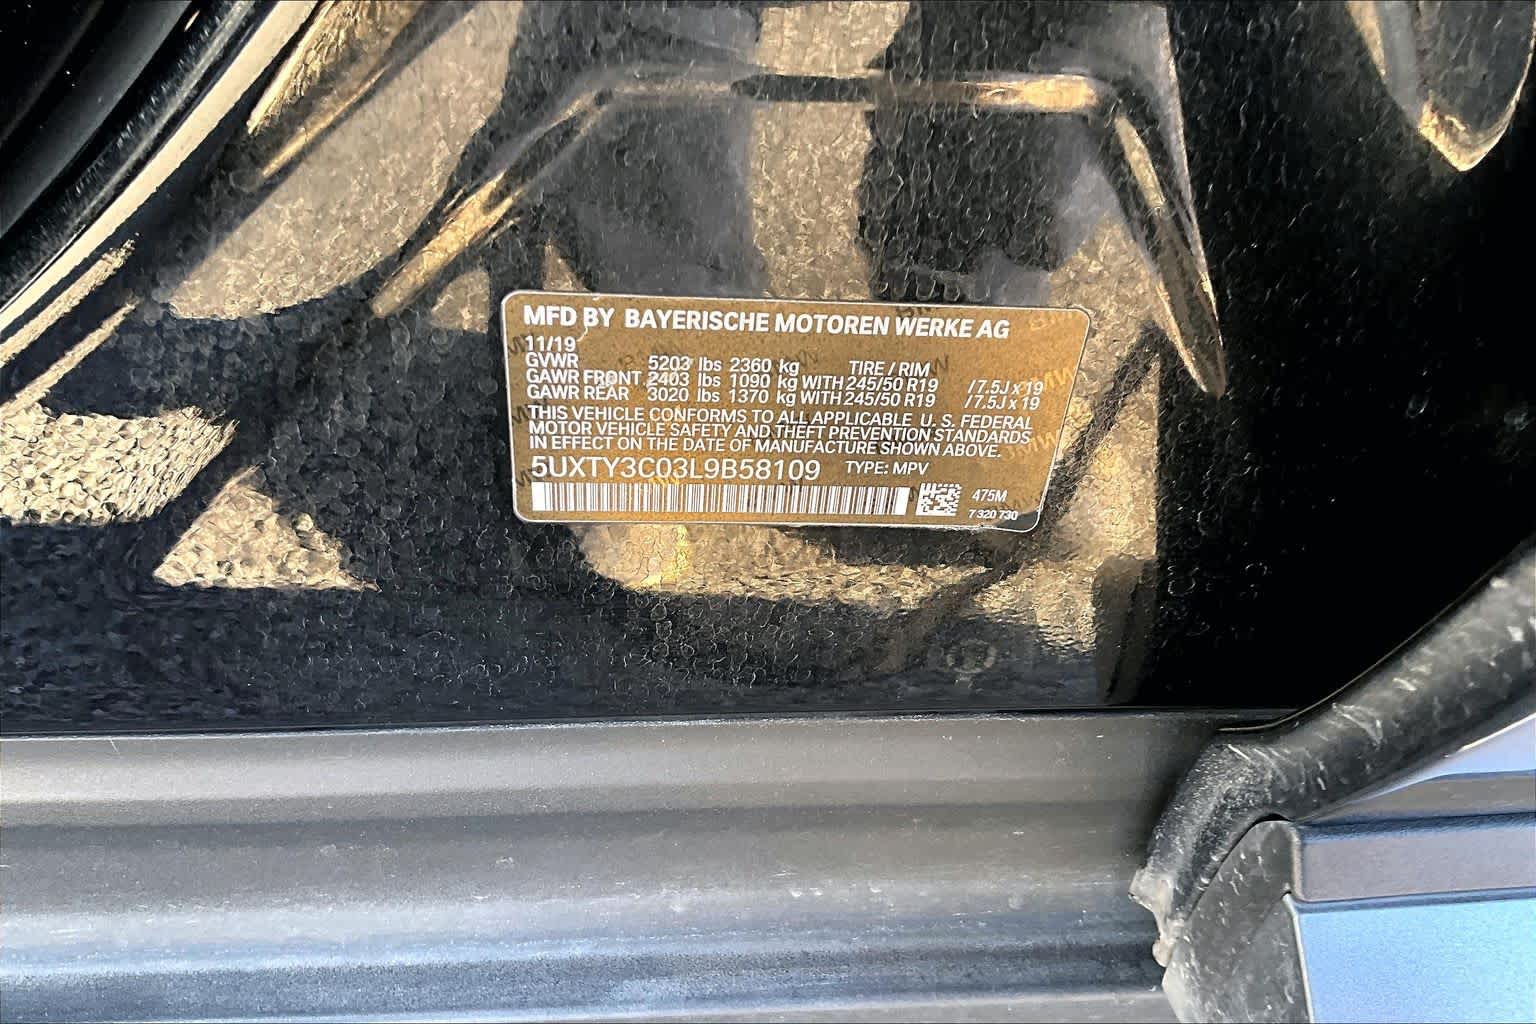 MFD BY BAYERISCHE MOTOREN WERKE AG
11/19
GVWR 5203 lbs 2360 kg TIRE / RIM
GAWR FRONT 2403 lbs 1090 kg WITH 245/50 R19 / 7.5J x 19
GAWR REAR 3020 lbs 1370 kg WITH 245/50 R19 / 7.5J x 19
THIS VEHICLE CONFORMS TO ALL APPLICABLE U. S. FEDERAL
MOTOR VEHICLE SAFETY AND THEFT PREVENTION STANDARDS
IN EFFECT ON THE DATE OF MANUFACTURE SHOWN ABOVE.
5UXTY3C03L9B58109 TYPE: MPV
475M
7 320 730